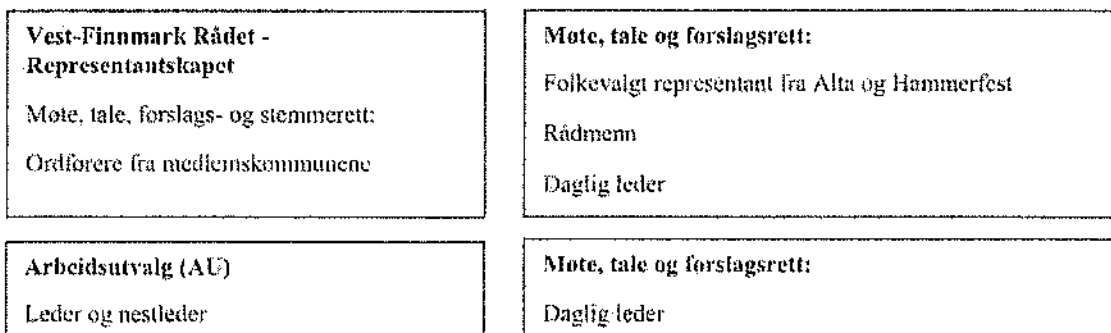 Vest-Finnmark Rådet -
Representantskapet
Møte, tale, forslags- og stemmerett:
Ordførere fra medlemskommunene
Møte, tale og forslagsrett:
Folkevalgt representant fra Alta og Hammerfest
Rådmenn
Daglig leder
Arbeidsutvalg (AU)
Leder og nestleder
Møte, tale og forslagsrett:
Daglig leder